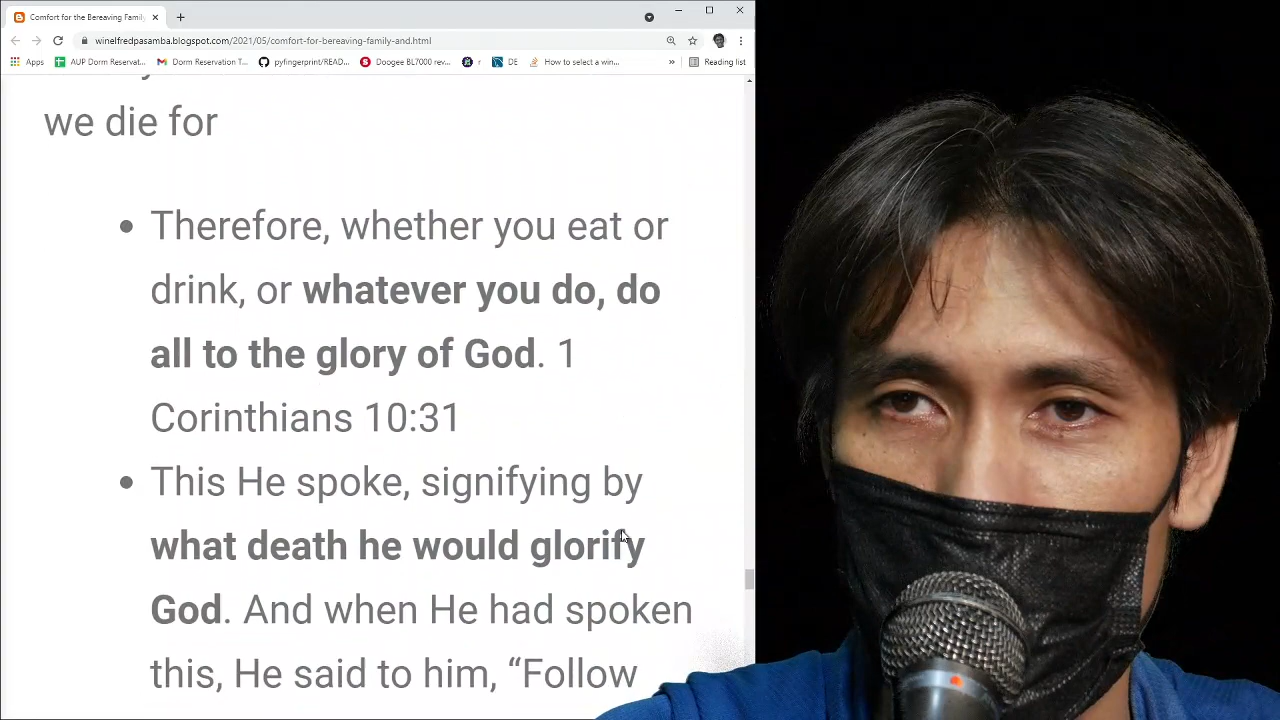 Comfort for the Bereaving Family
winelfredpasamba.blogspot.com/2021/05/comfort-for-bereaving-family-and.html
Apps AUP Dorm Reservat... Dorm Reservation T... pyfingerprint/READ... Doogee BL7000 rev... r DE How to select a win... » Reading list
we die for
• Therefore, whether you eat or
drink, or whatever you do, do
all to the glory of God. 1
Corinthians 10:31
• This He spoke, signifying by
what death he would glorify
God. And when He had spoken
this, He said to him, “Follow